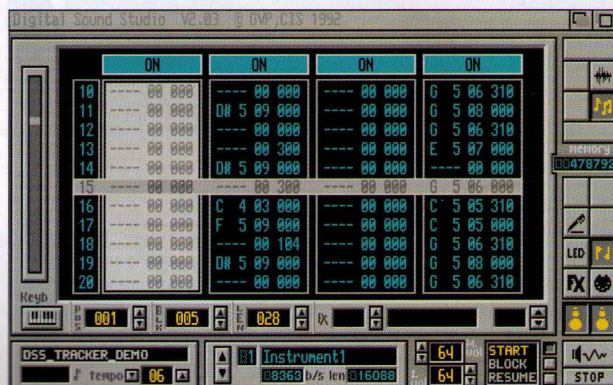 Digital Sound Studio V2.03 © GVP,CIS 1992
ON ON ON ON
10 ---- 00 000 ---- 00 000 ---- 00 000 G 5 06 310
11 ---- 00 000 D# 5 09 000 ---- 00 000 G 5 08 000
12 ---- 00 000 ---- 00 000 ---- 00 000 G 5 06 310
13 ---- 00 000 ---- 00 300 ---- 00 000 E 5 07 000
14 ---- 00 000 D# 5 09 000 ---- 00 000 ---- 00 000
15 ---- 00 000 ---- 00 300 ---- 00 000 G 5 06 000
16 ---- 00 000 C 4 03 000 ---- 00 000 C 5 05 310
17 ---- 00 000 F 5 09 000 ---- 00 000 C 5 05 000
18 ---- 00 000 ---- 00 104 ---- 00 000 G 5 06 310
19 ---- 00 000 D# 5 09 000 ---- 00 000 G 5 08 000
20 ---- 00 000 ---- 00 000 ---- 00 000 G 5 06 310
MEMORY
00478792
LED
FX
Keyb
POS 001 BLK 005 LEN 028 fX
DSS_TRACKER_DEMO
tempo 06
01 Instrument1
08363 b/s len 016088
M. VOL 64
64
START
BLOCK
RESUME
STOP